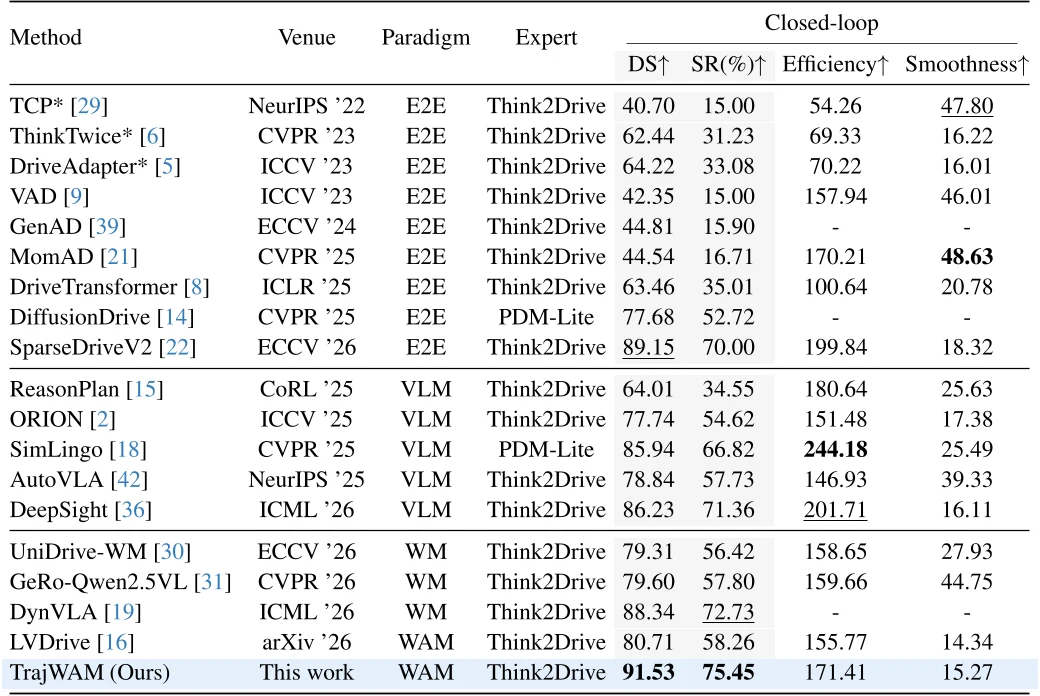 Method Venue Paradigm Expert Closed-loop
DS↑ SR(%)↑ Efficiency↑ Smoothness↑
TCP* [29] NeurIPS ’22 E2E Think2Drive 40.70 15.00 54.26 47.80
ThinkTwice* [6] CVPR ’23 E2E Think2Drive 62.44 31.23 69.33 16.22
DriveAdapter* [5] ICCV ’23 E2E Think2Drive 64.22 33.08 70.22 16.01
VAD [9] ICCV ’23 E2E Think2Drive 42.35 15.00 157.94 46.01
GenAD [39] ECCV ’24 E2E Think2Drive 44.81 15.90 - -
MomAD [21] CVPR ’25 E2E Think2Drive 44.54 16.71 170.21 48.63
DriveTransformer [8] ICLR ’25 E2E Think2Drive 63.46 35.01 100.64 20.78
DiffusionDrive [14] CVPR ’25 E2E PDM-Lite 77.68 52.72 - -
SparseDriveV2 [22] ECCV ’26 E2E Think2Drive 89.15 70.00 199.84 18.32
ReasonPlan [15] CoRL ’25 VLM Think2Drive 64.01 34.55 180.64 25.63
ORION [2] ICCV ’25 VLM Think2Drive 77.74 54.62 151.48 17.38
SimLingo [18] CVPR ’25 VLM PDM-Lite 85.94 66.82 244.18 25.49
AutoVLA [42] NeurIPS ’25 VLM Think2Drive 78.84 57.73 146.93 39.33
DeepSight [36] ICML ’26 VLM Think2Drive 86.23 71.36 201.71 16.11
UniDrive-WM [30] ECCV ’26 WM Think2Drive 79.31 56.42 158.65 27.93
GeRo-Qwen2.5VL [31] CVPR ’26 WM Think2Drive 79.60 57.80 159.66 44.75
DynVLA [19] ICML ’26 WM Think2Drive 88.34 72.73 - -
LVDrive [16] arXiv ’26 WAM Think2Drive 80.71 58.26 155.77 14.34
TrajWAM (Ours) This work WAM Think2Drive 91.53 75.45 171.41 15.27